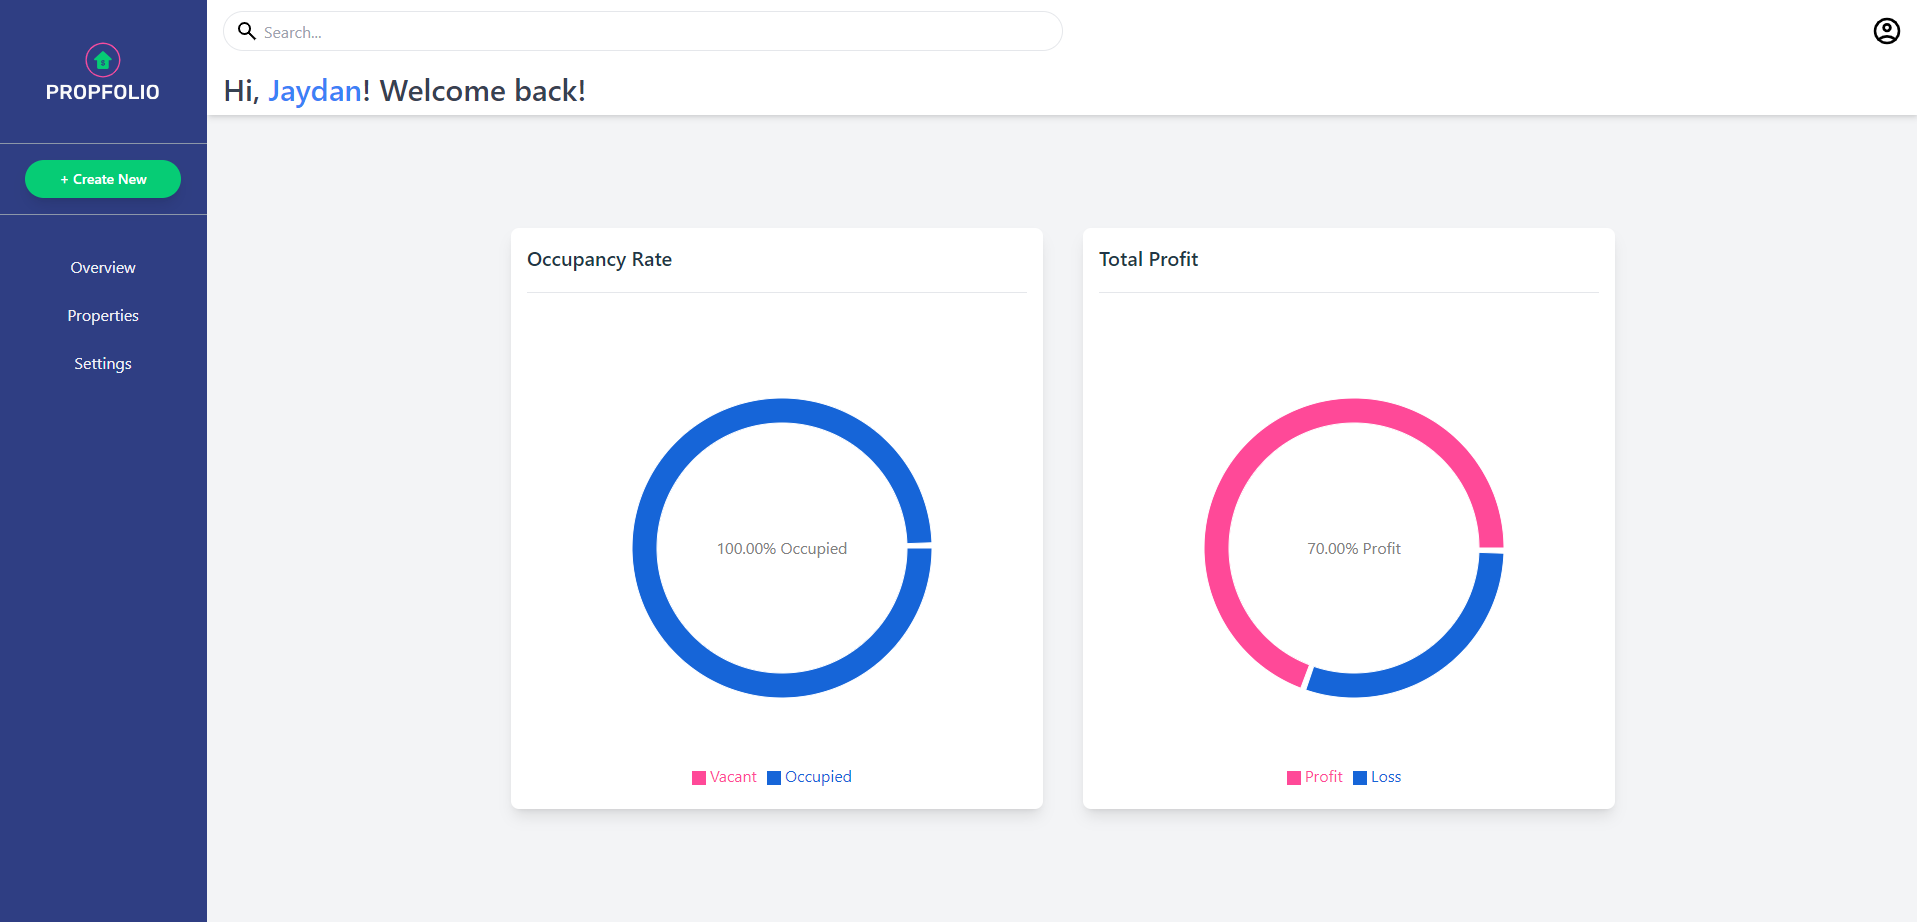 PROPFOLIO
+ Create New
Overview
Properties
Settings
Search...
Hi, Jaydan! Welcome back!
Occupancy Rate
100.00% Occupied
Vacant Occupied
Total Profit
70.00% Profit
Profit Loss